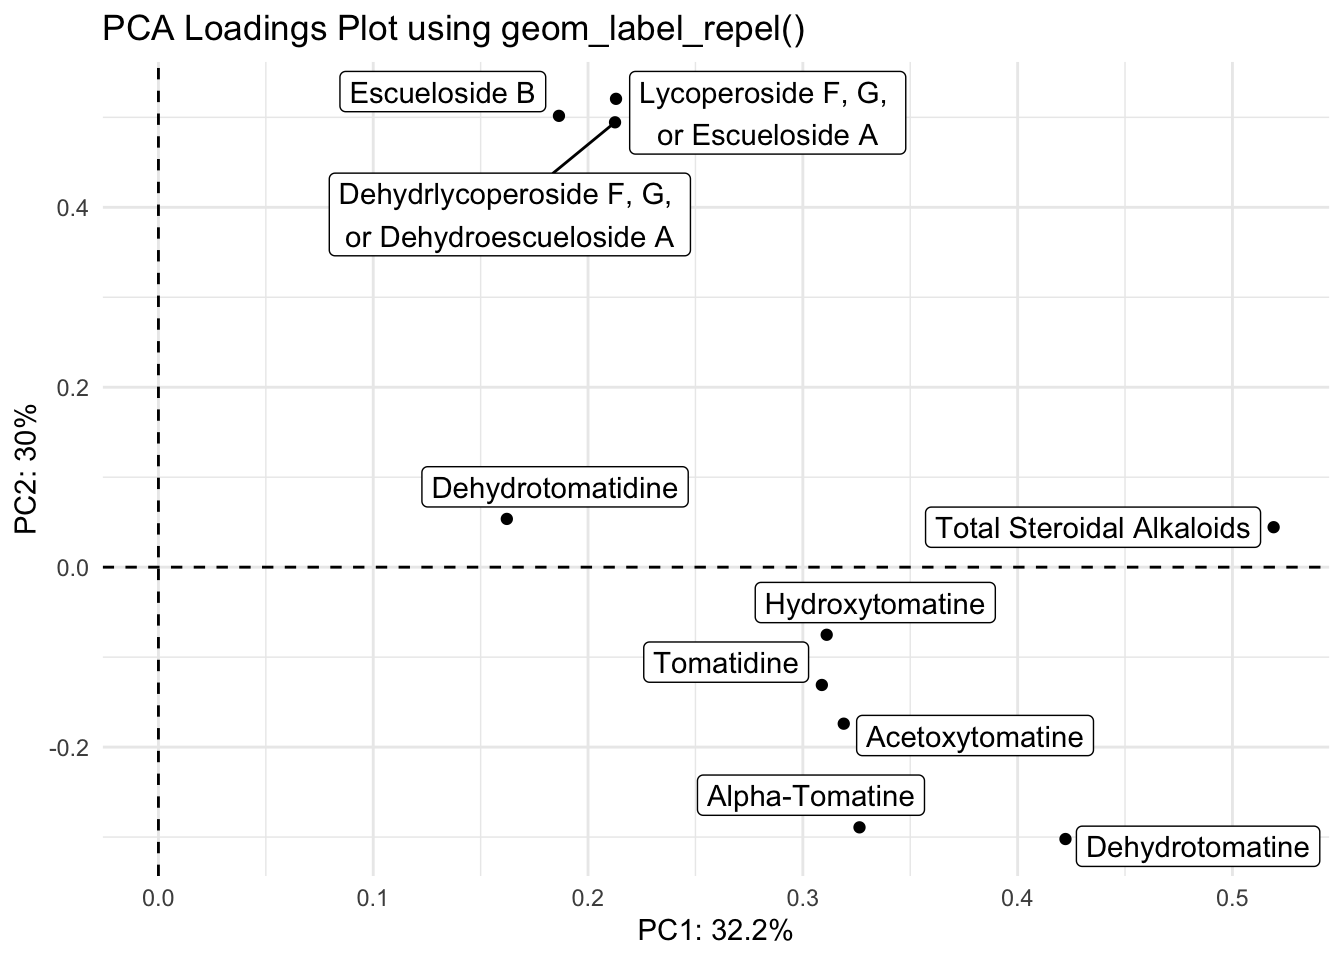 PCA Loadings Plot using geom_label_repel()
Escueloside B
Lycoperoside F, G,
or Escueloside A
Dehydrlycoperoside F, G,
or Dehydroescueloside A
0.4
0.2
Dehydrotomatidine
Total Steroidal Alkaloids
0.0
Hydroxytomatine
Tomatidine
Acetoxytomatine
-0.2
Alpha-Tomatine
Dehydrotomatine
PC2: 30%
0.0 0.1 0.2 0.3 0.4 0.5
PC1: 32.2%